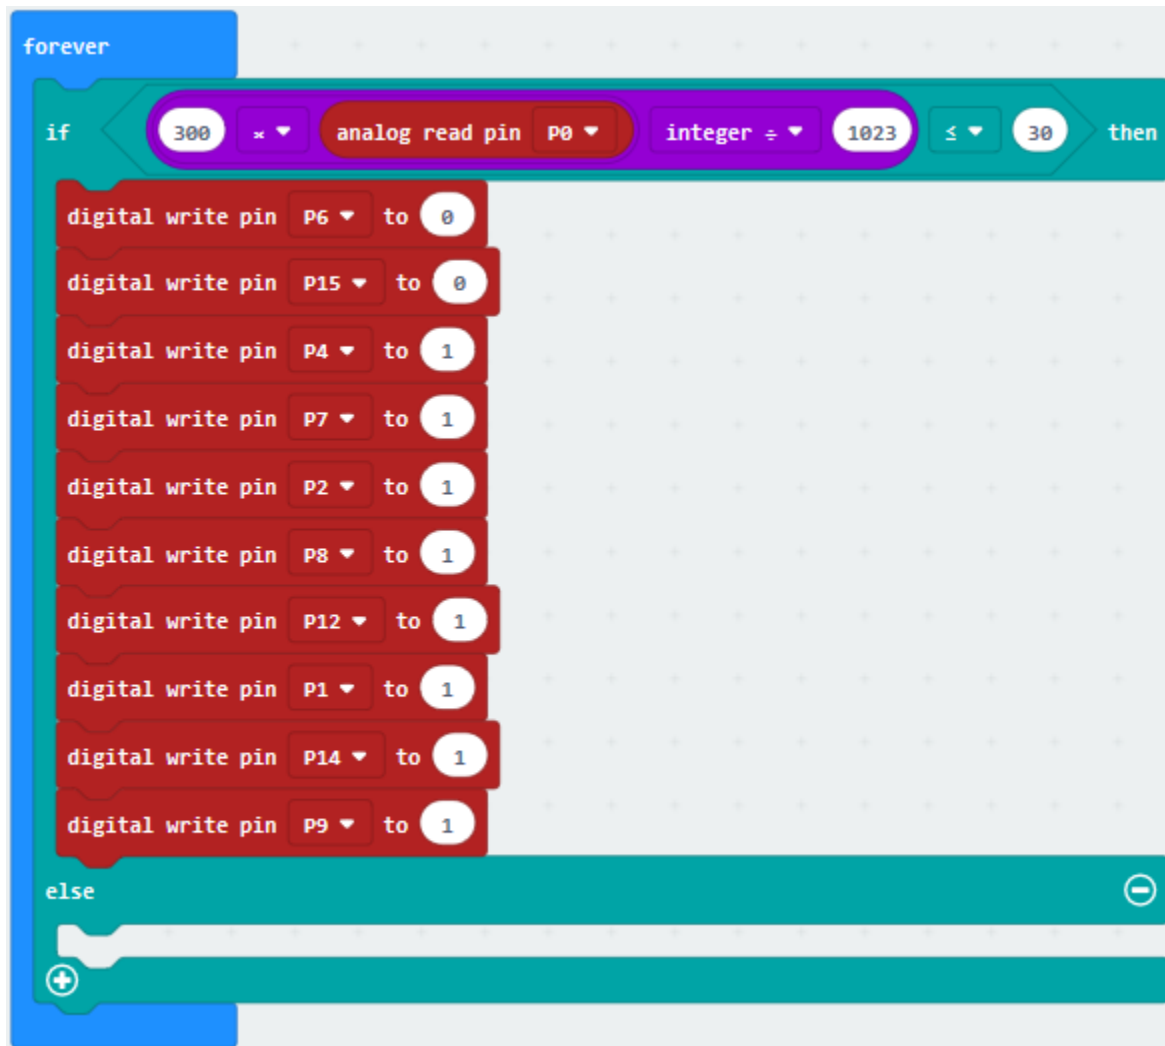 forever
if 300 × analog read pin P0 integer ÷ 1023 ≤ 30 then
digital write pin P6 to 0
digital write pin P15 to 0
digital write pin P4 to 1
digital write pin P7 to 1
digital write pin P2 to 1
digital write pin P8 to 1
digital write pin P12 to 1
digital write pin P1 to 1
digital write pin P14 to 1
digital write pin P9 to 1
else